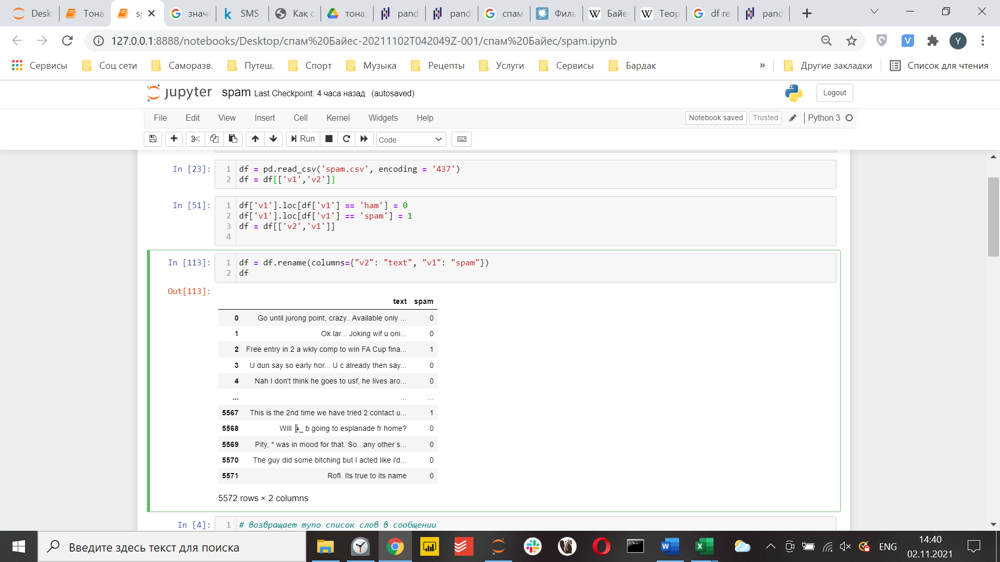 Desk
Тона
sp
знач
SMS
Как с
тонал
pand
pand
спам
Филь
Байе
Теор
df re
pand
127.0.0.1:8888/notebooks/Desktop/спам%20Байес-20211102T042049Z-001/спам%20Байес/spam.ipynb
V
Y
Сервисы
Соц сети
Саморазв.
Путеш.
Спорт
Музыка
Рецепты
Услуги
Сервисы
Бардак
»
Другие закладки
Список для чтения
jupyter spam Last Checkpoint: 4 часа назад (autosaved)
Logout
File Edit View Insert Cell Kernel Widgets Help
Notebook saved
Trusted
Python 3
Run
Code
In [23]:
1 df = pd.read_csv('spam.csv', encoding = '437')
2 df = df[['v1','v2']]
In [51]:
1 df['v1'].loc[df['v1'] == 'ham'] = 0
2 df['v1'].loc[df['v1'] == 'spam'] = 1
3 df = df[['v2','v1']]
4
In [113]:
1 df = df.rename(columns={"v2": "text", "v1": "spam"})
2 df
Out[113]:
text spam
0 Go until jurong point, crazy.. Available only ... 0
1 Ok lar... Joking wif u oni... 0
2 Free entry in 2 a wkly comp to win FA Cup fina... 1
3 U dun say so early hor... U c already then say... 0
4 Nah I don't think he goes to usf, he lives aro... 0
... ... ...
5567 This is the 2nd time we have tried 2 contact u... 1
5568 Will ╠_ b going to esplanade fr home? 0
5569 Pity, * was in mood for that. So...any other s... 0
5570 The guy did some bitching but I acted like i'd... 0
5571 Rofl. Its true to its name 0
5572 rows × 2 columns
In [4]:
1 # возвращает тупо список слов в сообщении
Введите здесь текст для поиска
ENG
14:40
02.11.2021